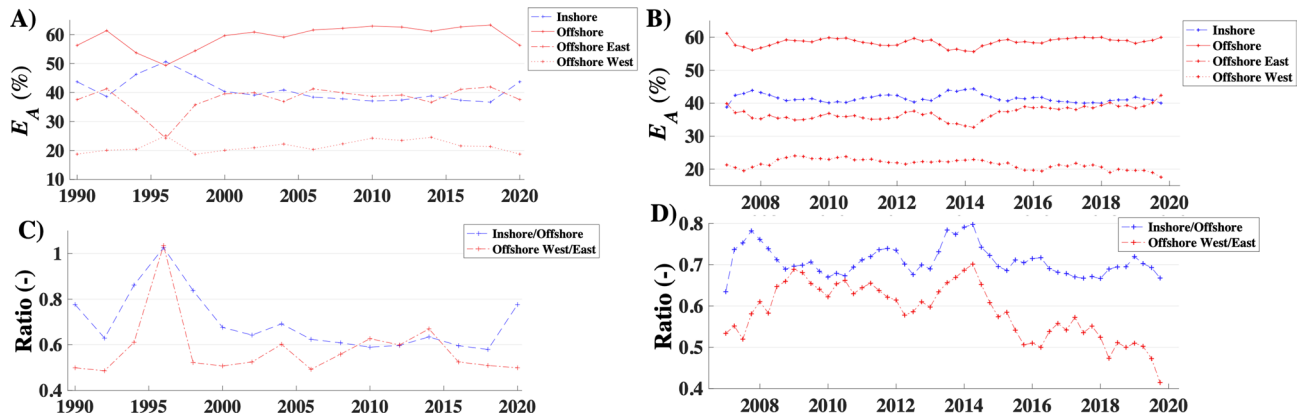 A)
Inshore
Offshore
Offshore East
Offshore West
E_A (%)
60
50
40
30
20
10
1990 1995 2000 2005 2010 2015 2020
B)
Inshore
Offshore
Offshore East
Offshore West
E_A (%)
60
50
40
30
20
2008 2010 2012 2014 2016 2018 2020
C)
Inshore/Offshore
Offshore West/East
Ratio (-)
1
0.8
0.6
0.4
1990 1995 2000 2005 2010 2015 2020
D)
Inshore/Offshore
Offshore West/East
Ratio (-)
0.8
0.7
0.6
0.5
0.4
2008 2010 2012 2014 2016 2018 2020